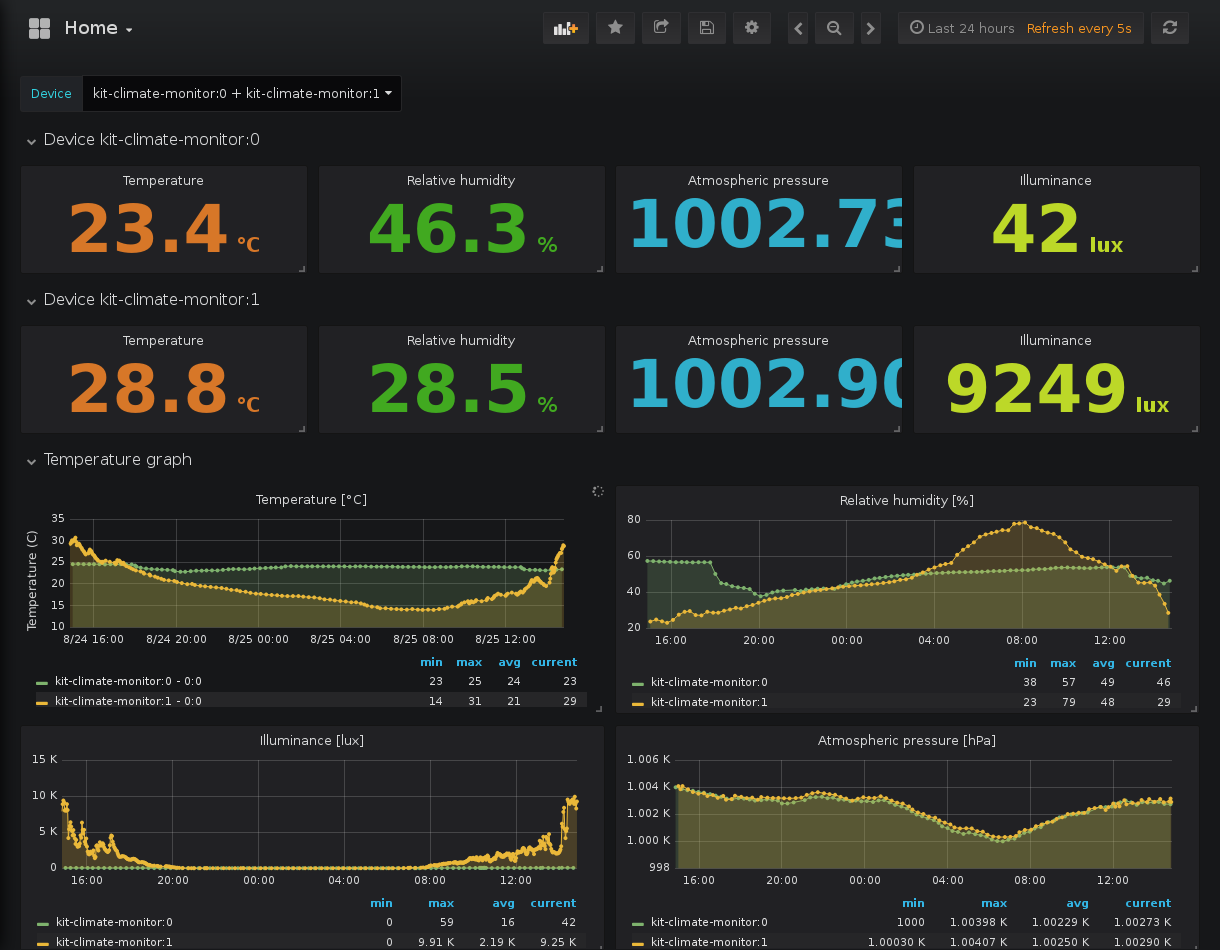 Home
Last 24 hours Refresh every 5s
Device kit-climate-monitor:0 + kit-climate-monitor:1
Device kit-climate-monitor:0
Temperature Relative humidity Atmospheric pressure Illuminance
23.4 °C 46.3 % 1002.73 42 lux
Device kit-climate-monitor:1
Temperature Relative humidity Atmospheric pressure Illuminance
28.8 °C 28.5 % 1002.90 9249 lux
Temperature graph
Temperature [°C]
Temperature (C)
35
30
25
20
15
10
8/24 16:00 8/24 20:00 8/25 00:00 8/25 04:00 8/25 08:00 8/25 12:00
min max avg current
kit-climate-monitor:0 - 0:0 23 25 24 23
kit-climate-monitor:1 - 0:0 14 31 21 29
Relative humidity [%]
80
60
40
20
16:00 20:00 00:00 04:00 08:00 12:00
min max avg current
kit-climate-monitor:0 38 57 49 46
kit-climate-monitor:1 23 79 48 29
Illuminance [lux]
15 K
10 K
5 K
0
16:00 20:00 00:00 04:00 08:00 12:00
min max avg current
kit-climate-monitor:0 0 59 16 42
kit-climate-monitor:1 0 9.91 K 2.19 K 9.25 K
Atmospheric pressure [hPa]
1.006 K
1.004 K
1.002 K
1.000 K
998
16:00 20:00 00:00 04:00 08:00 12:00
min max avg current
kit-climate-monitor:0 1000 1.00398 K 1.00229 K 1.00273 K
kit-climate-monitor:1 1.00030 K 1.00407 K 1.00250 K 1.00290 K